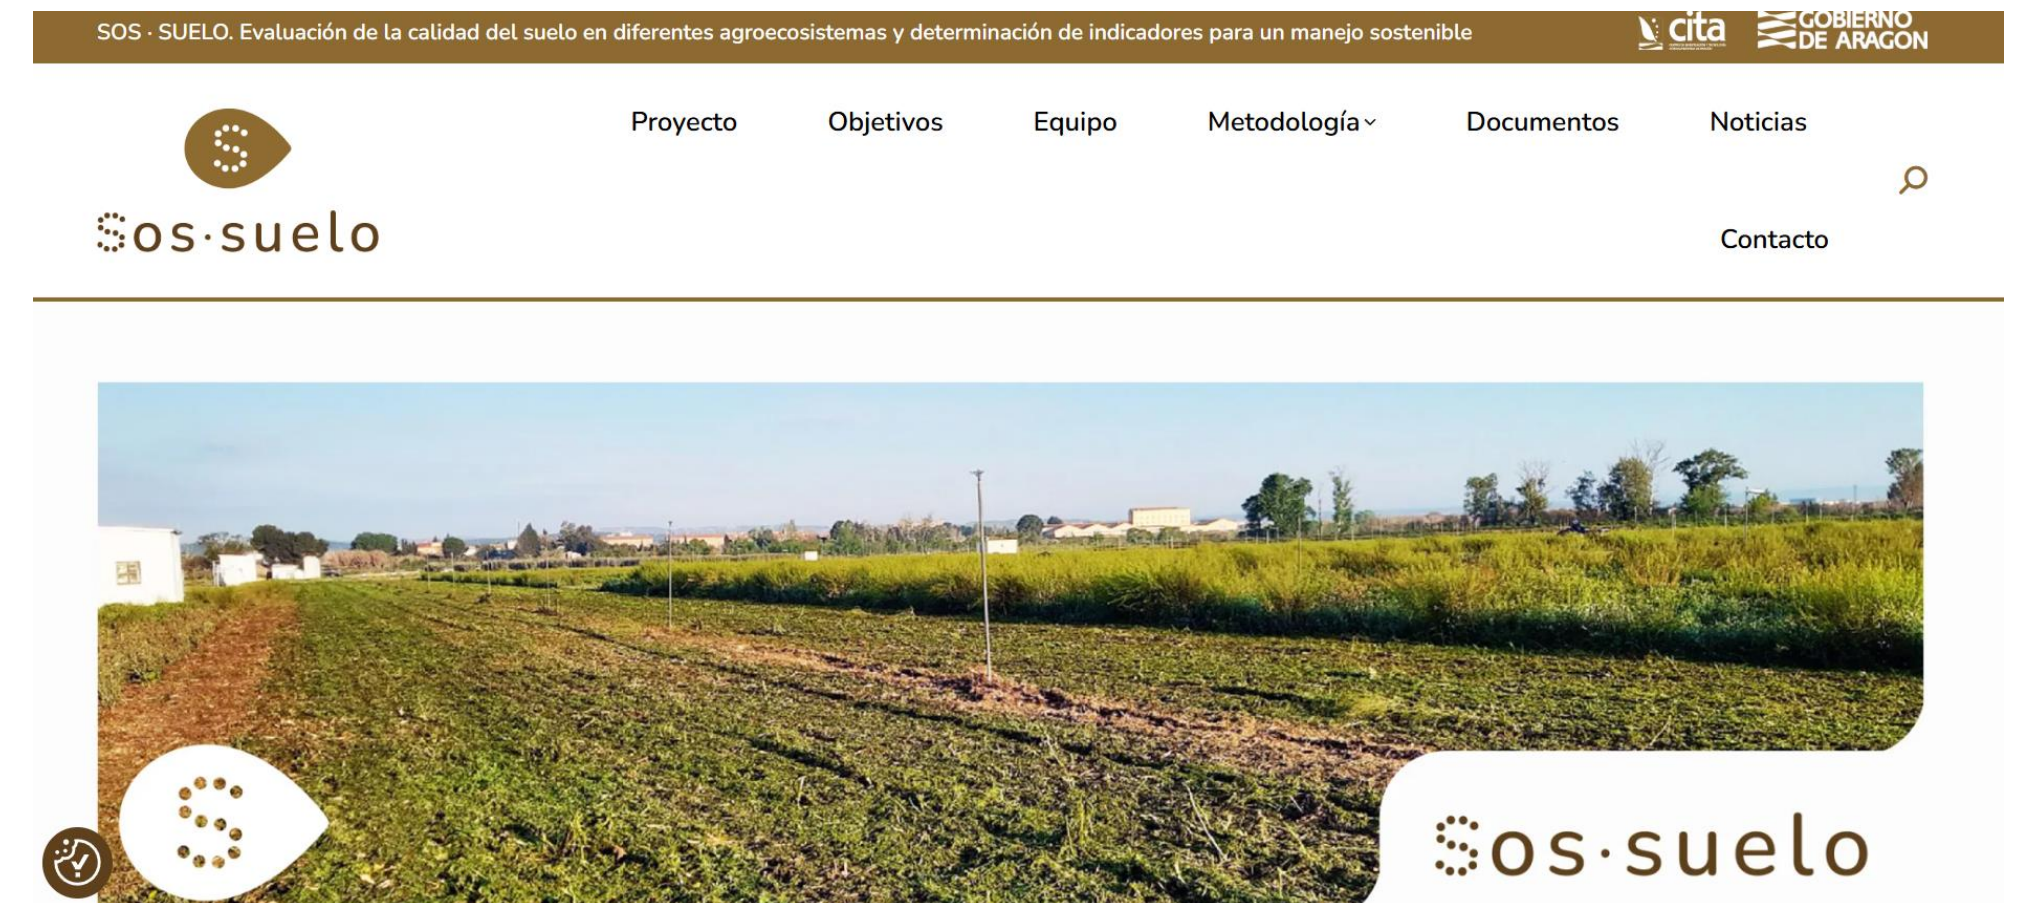 SOS · SUELO. Evaluación de la calidad del suelo en diferentes agroecosistemas y determinación de indicadores para un manejo sostenible
cita
GOBIERNO
DE ARAGON
Proyecto
Objetivos
Equipo
Metodología
Documentos
Noticias
S
Sos·suelo
Contacto
S
Sos·suelo